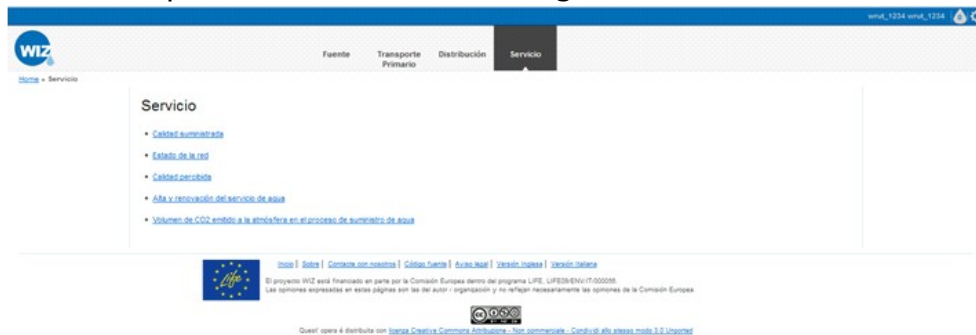 wrut_1234 wrut_1234
WIZ
Fuente
Transporte
Primario
Distribución
Servicio
Home » Servicio
Servicio
• Calidad suministrada
• Estado de la red
• Calidad percibida
• Alta y renovación del servicio de agua
• Volumen de CO2 emitido a la atmósfera en el proceso de suministro de agua
Inicio | Sobre | Contacte con nosotros | Código fuente | Aviso legal | Versión Inglesa | Versión Italiana
Life
El proyecto WIZ está financiado en parte por la Comisión Europea dentro del programa LIFE, LIFE09/ENV/IT/000056.
Las opiniones expresadas en estas páginas son las del autor - organización y no reflejan necesariamente las opiniones de la Comisión Europea
Quest' opera è distribuita con licenza Creative Commons Attribuzione - Non commerciale - Condividi allo stesso modo 3.0 Unported